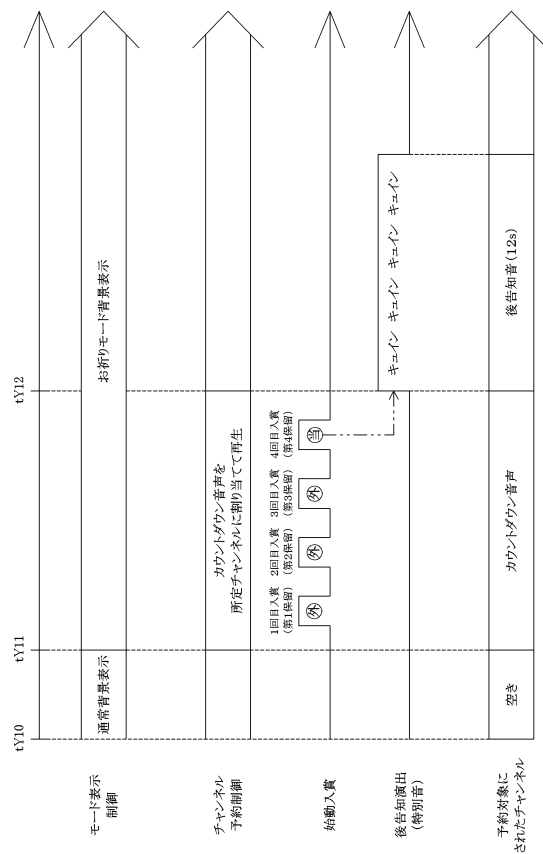 tY10
tY11
tY12
モード表示
制御
通常背景表示
お祈りモード背景表示
チャンネル
予約制御
カウントダウン音声を
所定チャンネルに割り当てて再生
始動入賞
1回目入賞
(第1保留)
2回目入賞
(第2保留)
3回目入賞
(第3保留)
4回目入賞
(第4保留)
外
外
外
当
後告知演出
(特別音)
キュイン キュイン キュイン キュイン
予約対象に
されたチャンネル
空き
カウントダウン音声
後告知音(12s)